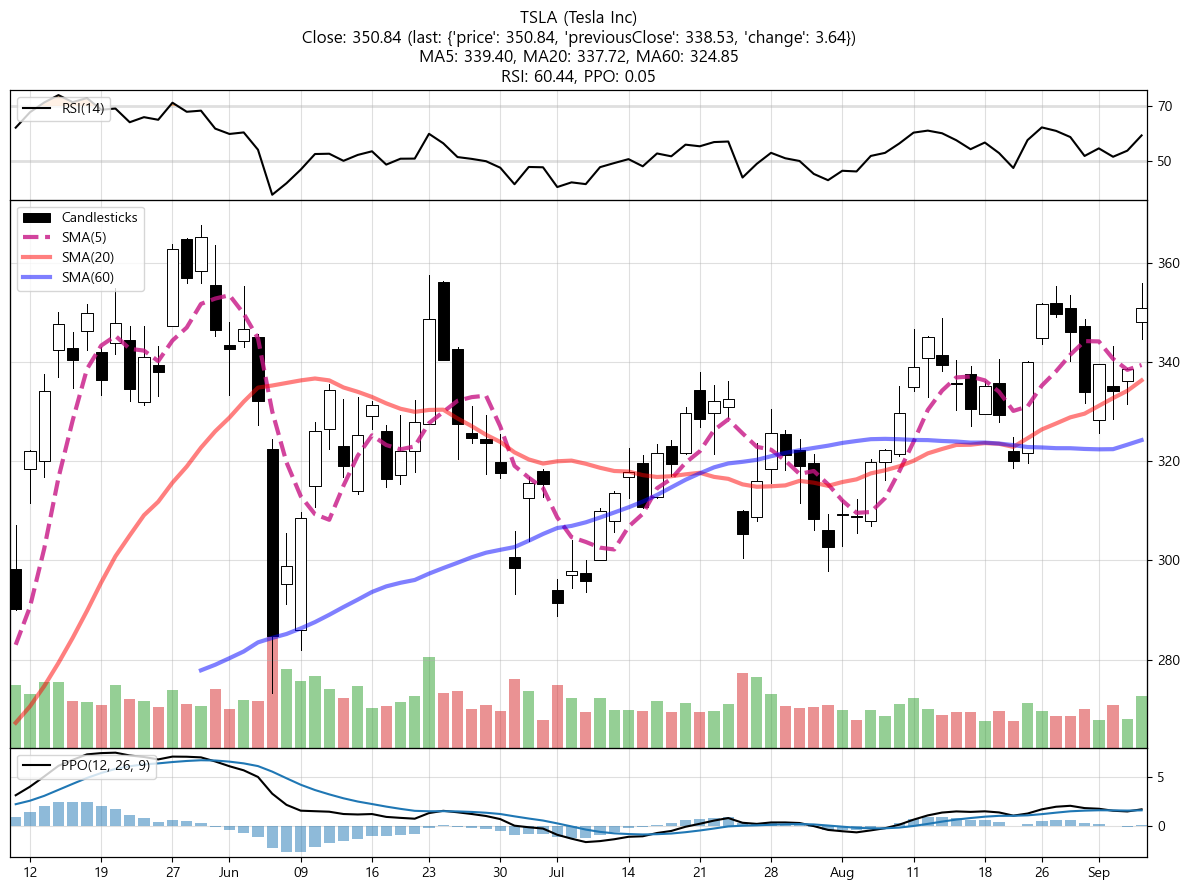 TSLA (Tesla Inc)
Close: 350.84 (last: {'price': 350.84, 'previousClose': 338.53, 'change': 3.64})
MA5: 339.40, MA20: 337.72, MA60: 324.85
RSI: 60.44, PPO: 0.05
RSI(14)
70
50
Candlesticks
SMA(5)
SMA(20)
SMA(60)
360
340
320
300
280
PPO(12, 26, 9)
5
0
12 19 27 Jun 09 16 23 30 Jul 14 21 28 Aug 11 18 26 Sep